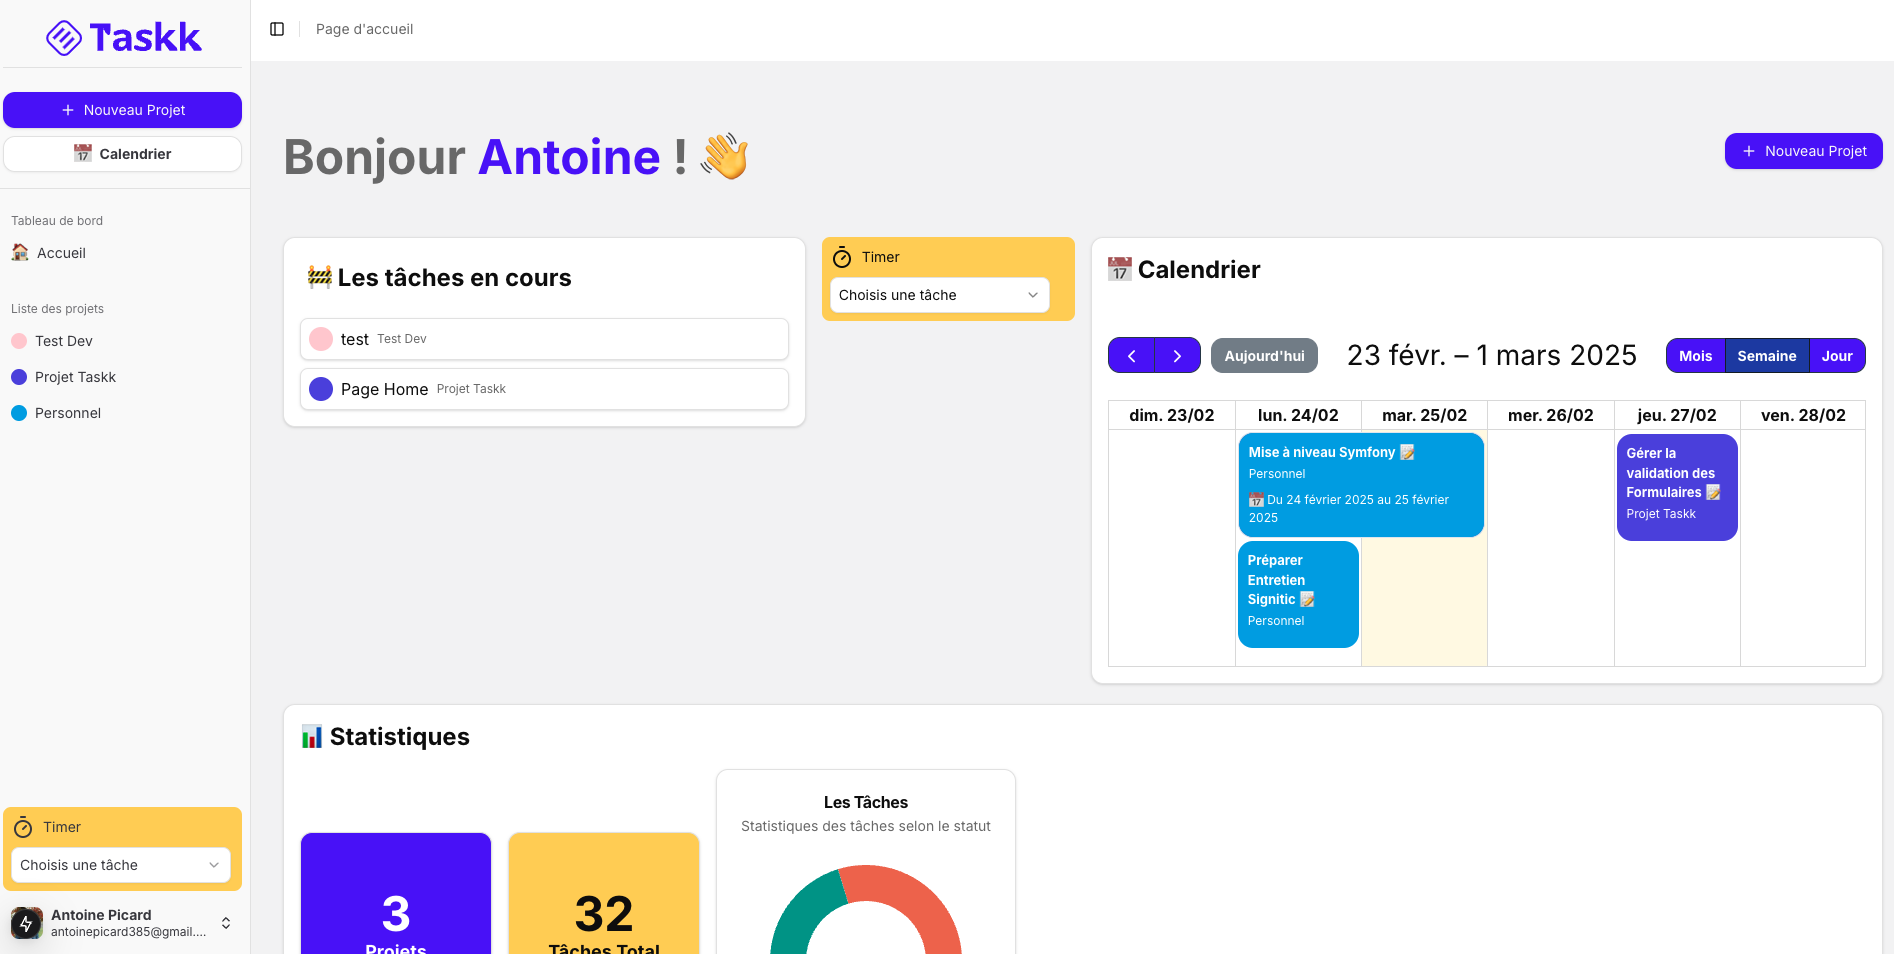 Taskk
Nouveau Projet
Calendrier
Tableau de bord
Accueil
Liste des projets
Test Dev
Projet Taskk
Personnel
Timer
Choisis une tâche
Antoine Picard
antoinepicard385@gmail....
Page d'accueil
Bonjour Antoine !
Nouveau Projet
Les tâches en cours
test Test Dev
Page Home Projet Taskk
Timer
Choisis une tâche
Calendrier
Aujourd'hui
23 févr. – 1 mars 2025
Mois Semaine Jour
dim. 23/02 lun. 24/02 mar. 25/02 mer. 26/02 jeu. 27/02 ven. 28/02
Mise à niveau Symfony
Personnel
Du 24 février 2025 au 25 février
2025
Préparer
Entretien
Signitic
Personnel
Gérer la
validation des
Formulaires
Projet Taskk
Statistiques
3
Projets
32
Tâches Total
Les Tâches
Statistiques des tâches selon le statut